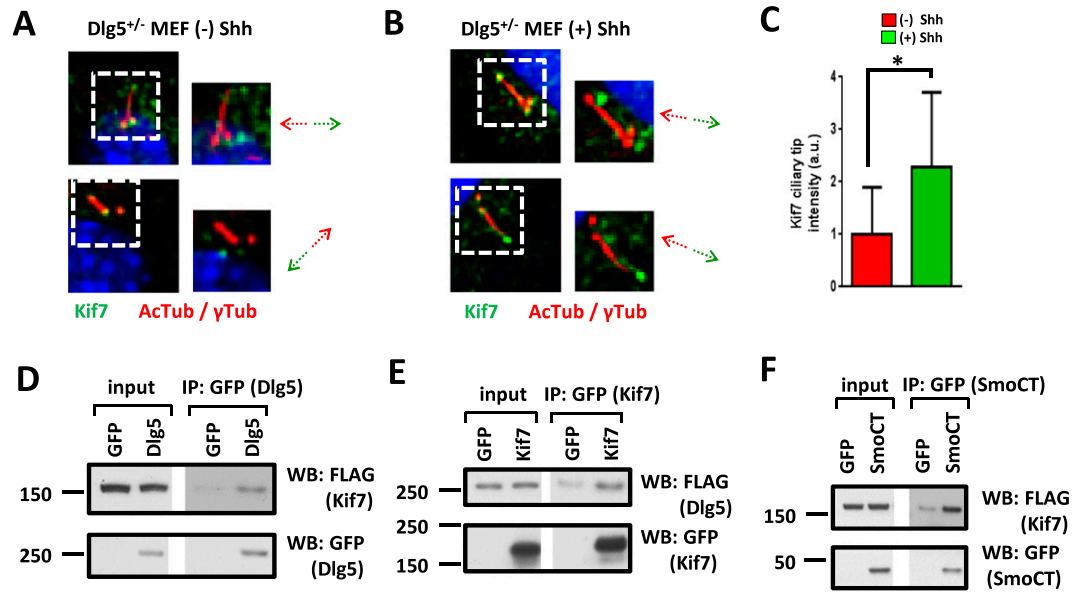 A
Dlg5+/- MEF (-) Shh
Kif7 AcTub / γTub
B
Dlg5+/- MEF (+) Shh
Kif7 AcTub / γTub
C
(-) Shh
(+) Shh
*
Kif7 ciliary tip
intensity (a.u.)
4
3
2
1
0
D
input IP: GFP (Dlg5)
GFP Dlg5 GFP Dlg5
150
WB: FLAG
(Kif7)
250
WB: GFP
(Dlg5)
E
input IP: GFP (Kif7)
GFP Kif7 GFP Kif7
250
WB: FLAG
(Dlg5)
250
150
WB: GFP
(Kif7)
F
input IP: GFP (SmoCT)
GFP SmoCT GFP SmoCT
150
WB: FLAG
(Kif7)
50
WB: GFP
(SmoCT)